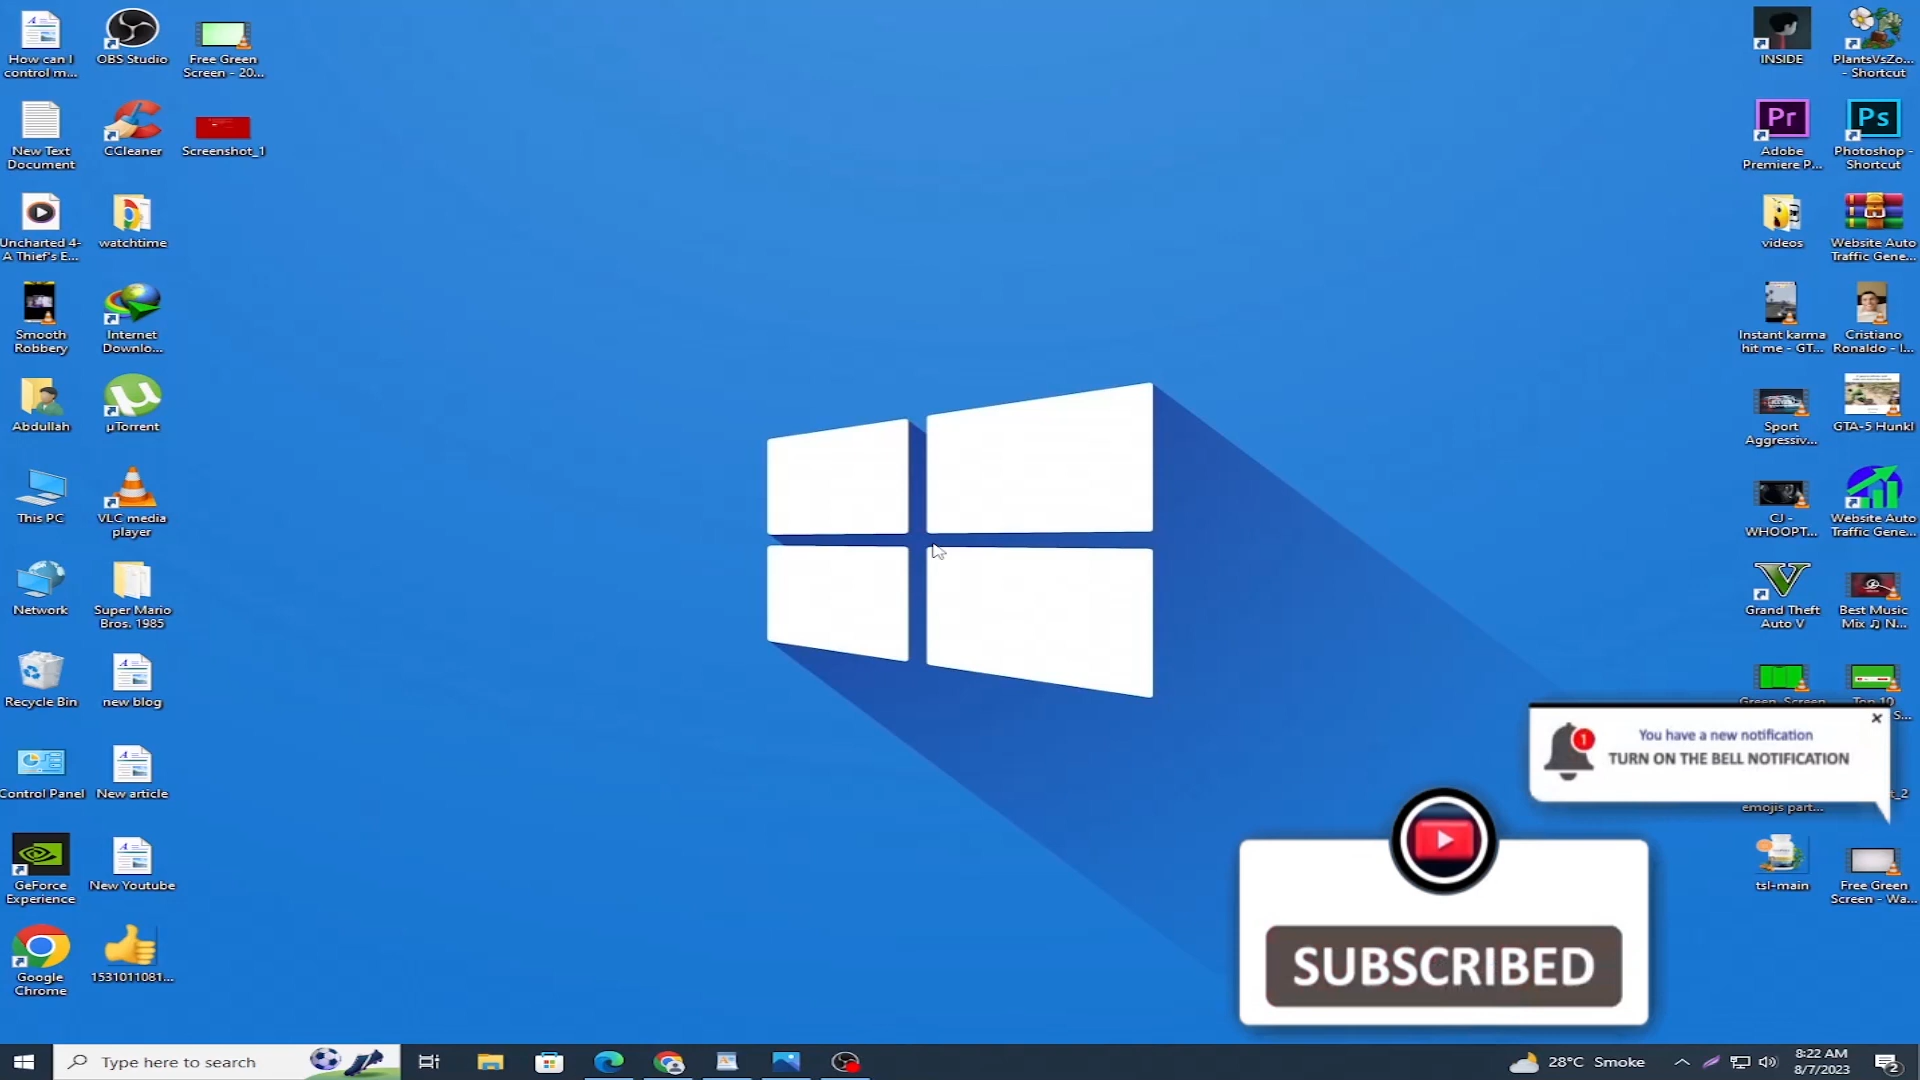 How can I
control m...
OBS Studio
Free Green
Screen - 20...
New Text
Document
CCleaner
Screenshot_1
Uncharted 4-
A Thief's E...
watchtime
Smooth
Robbery
Internet
Downlo...
Abdullah
µTorrent
This PC
VLC media
player
Network
Super Mario
Bros. 1985
Recycle Bin
new blog
Control Panel
New article
GeForce
Experience
New Youtube
Google
Chrome
1531011081...
INSIDE
PlantsVsZo...
- Shortcut
Pr
Adobe
Premiere P...
Ps
Photoshop -
Shortcut
videos
Website Auto
Traffic Gene...
Instant karma
hit me - GT...
Cristiano
Ronaldo - I...
Sport
Aggressiv...
GTA-5 Hunkl
CJ -
WHOOPT...
Website Auto
Traffic Gene...
Grand Theft
Auto V
Best Music
Mix ♫ N...
1
You have a new notification
TURN ON THE BELL NOTIFICATION
emojis part...
tsl-main
Free Green
Screen - Wa...
SUBSCRIBED
Type here to search
28°C Smoke
8:22 AM
8/7/2023
2